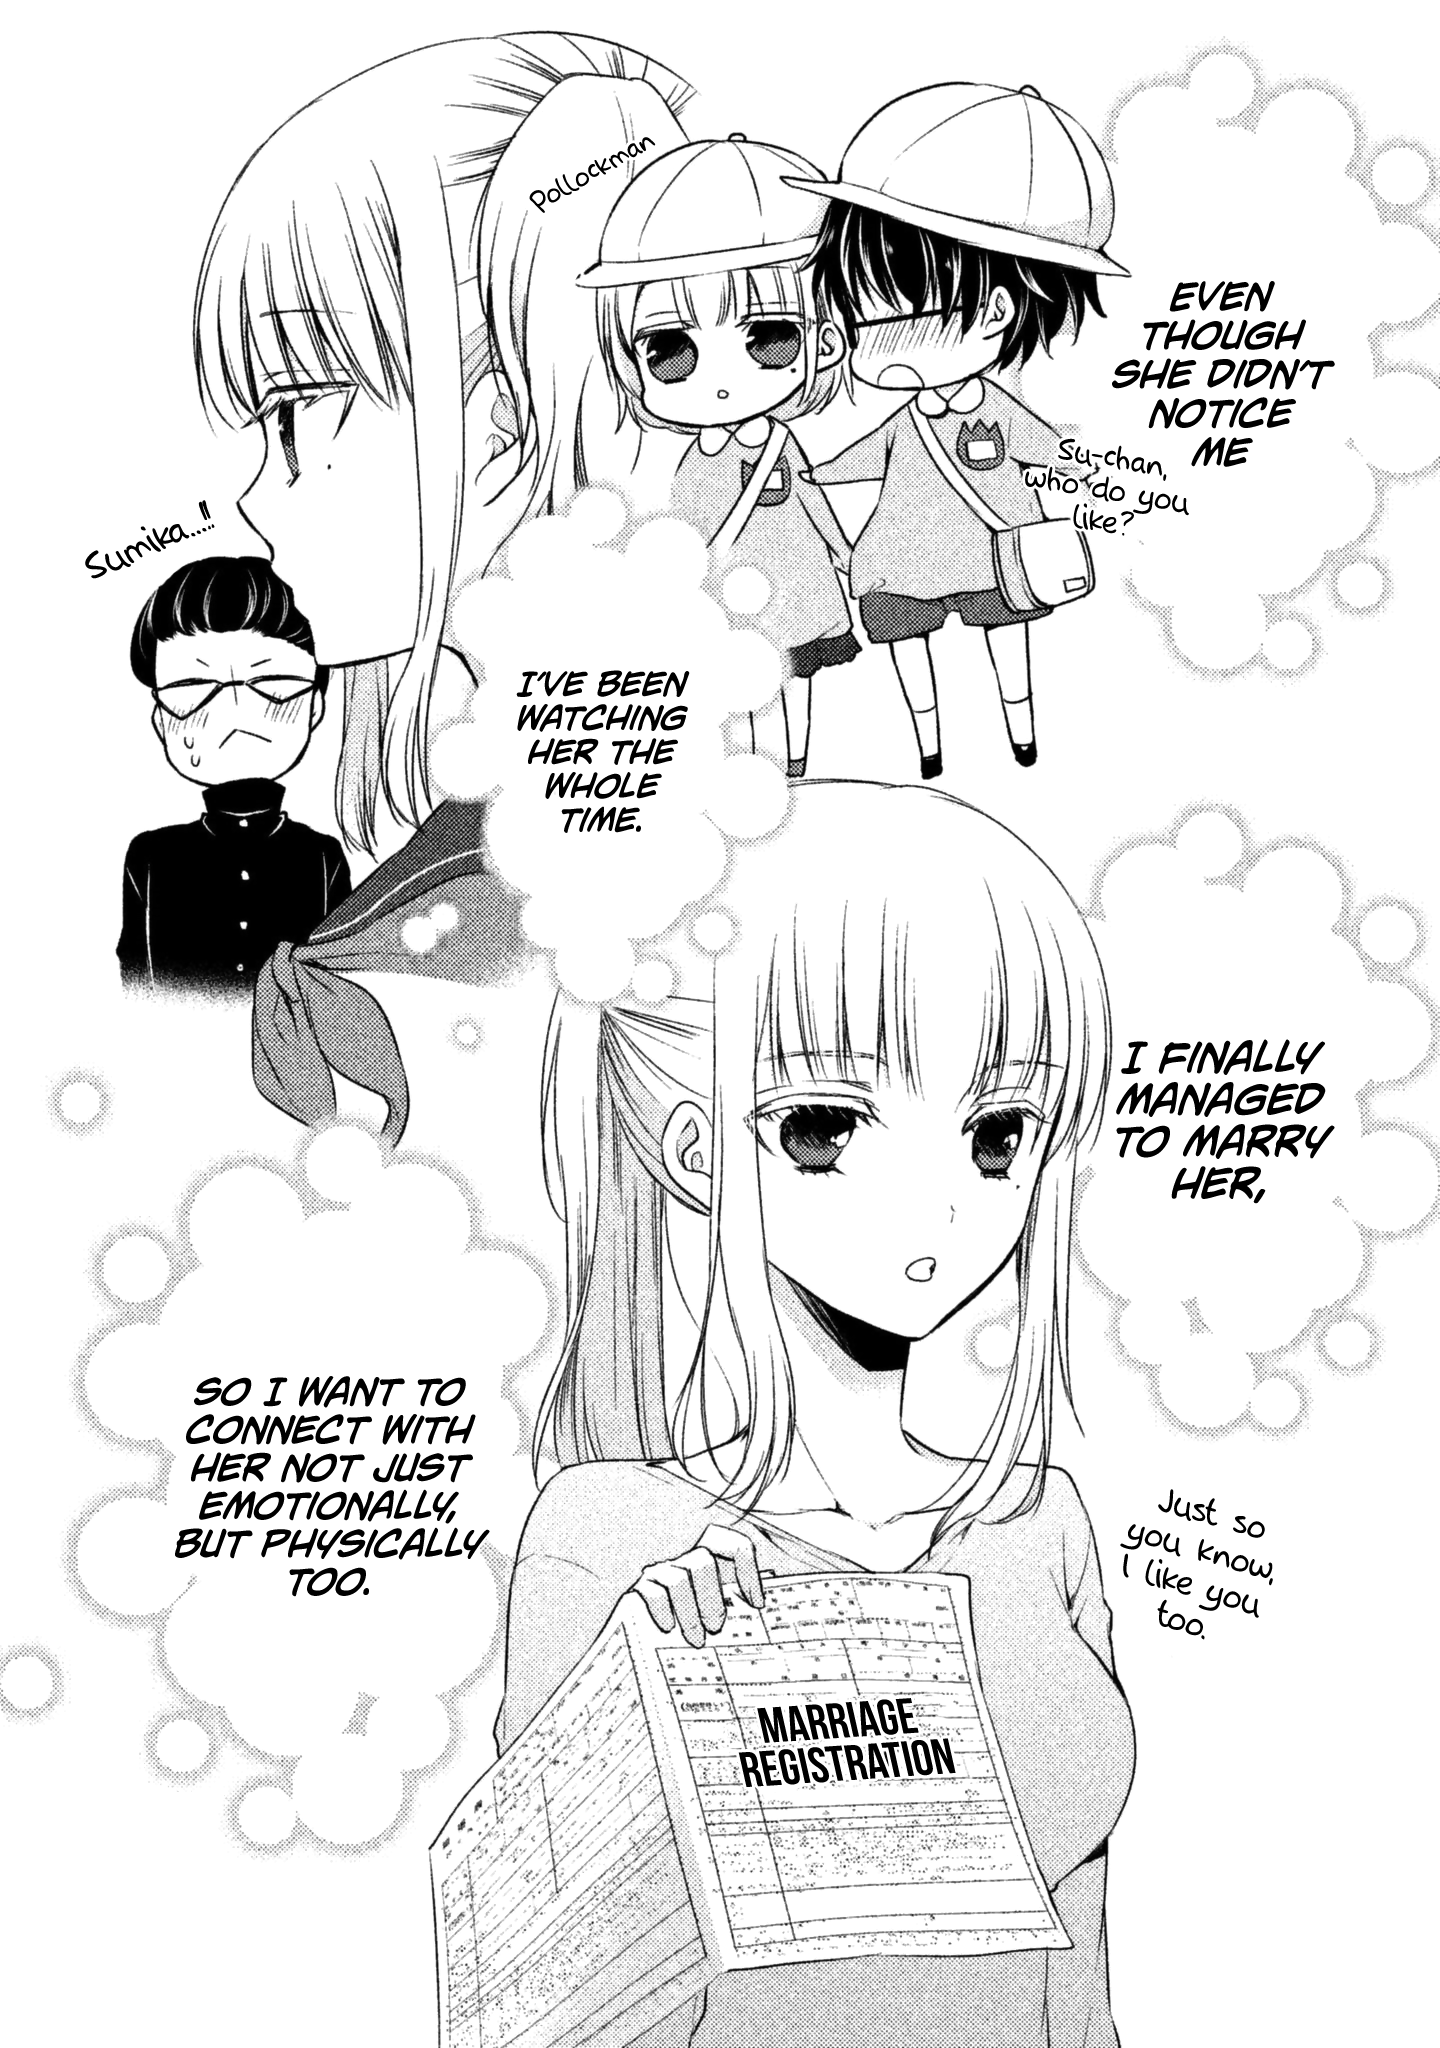 EVEN
THOUGH
SHE DIDN'T
NOTICE
ME
Su-chan,
who do you
like?
Pollockman
Sumika....!!
I'VE BEEN
WATCHING
HER THE
WHOLE
TIME.
I FINALLY
MANAGED
TO MARRY
HER,
Just so
you know,
I like you
too.
MARRIAGE
REGISTRATION
SO I WANT TO
CONNECT WITH
HER NOT JUST
EMOTIONALLY,
BUT PHYSICALLY
TOO.